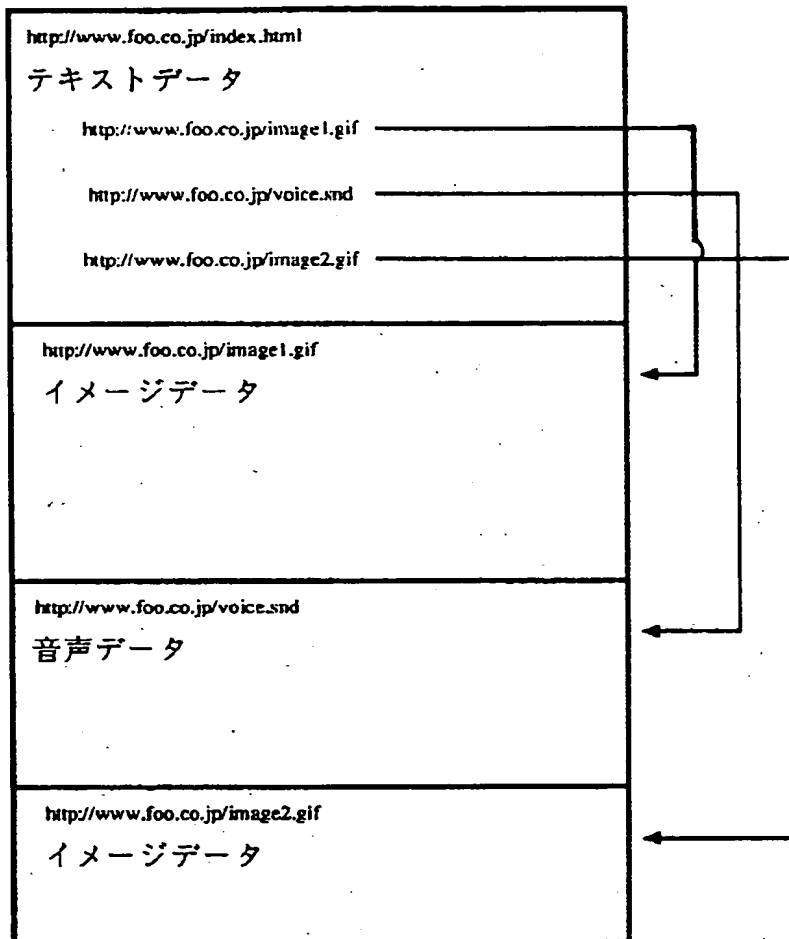 http://www.foo.co.jp/index.html
テキストデータ
http://www.foo.co.jp/image1.gif
http://www.foo.co.jp/voice.snd
http://www.foo.co.jp/image2.gif
http://www.foo.co.jp/image1.gif
イメージデータ
http://www.foo.co.jp/voice.snd
音声データ
http://www.foo.co.jp/image2.gif
イメージデータ